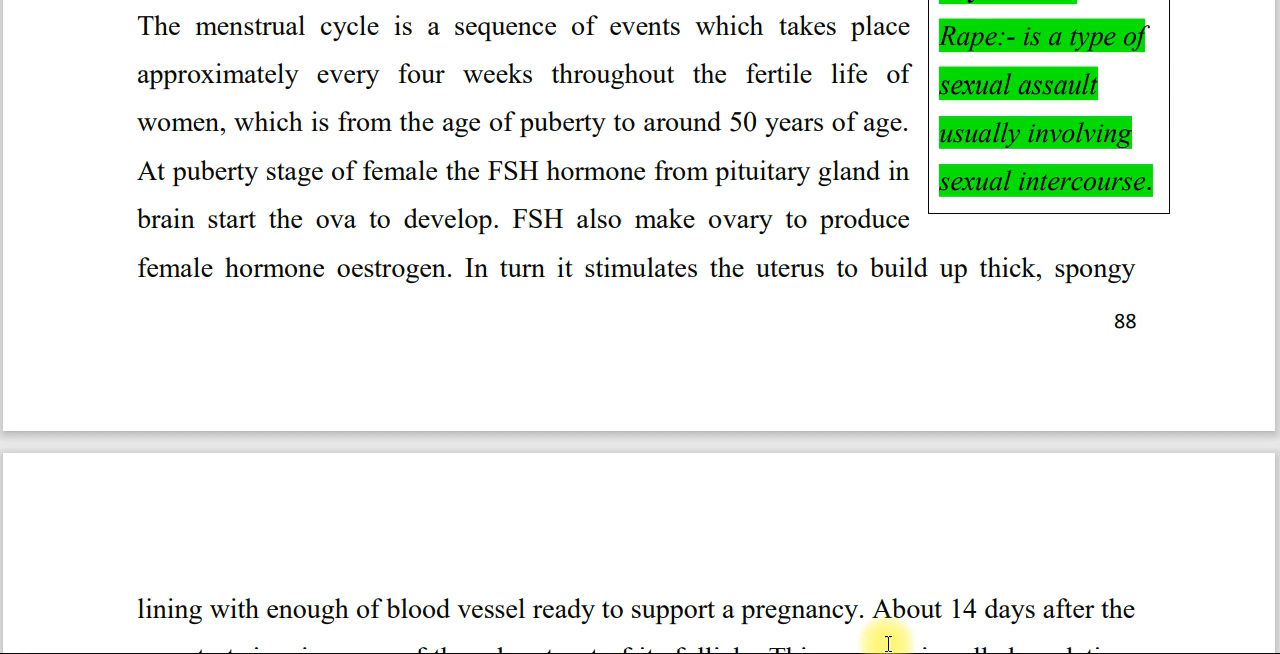 The menstrual cycle is a sequence of events which takes place
approximately every four weeks throughout the fertile life of
women, which is from the age of puberty to around 50 years of age.
At puberty stage of female the FSH hormone from pituitary gland in
brain start the ova to develop. FSH also make ovary to produce
female hormone oestrogen. In turn it stimulates the uterus to build up thick, spongy
Rape:- is a type of
sexual assault
usually involving
sexual intercourse.
88
lining with enough of blood vessel ready to support a pregnancy. About 14 days after the